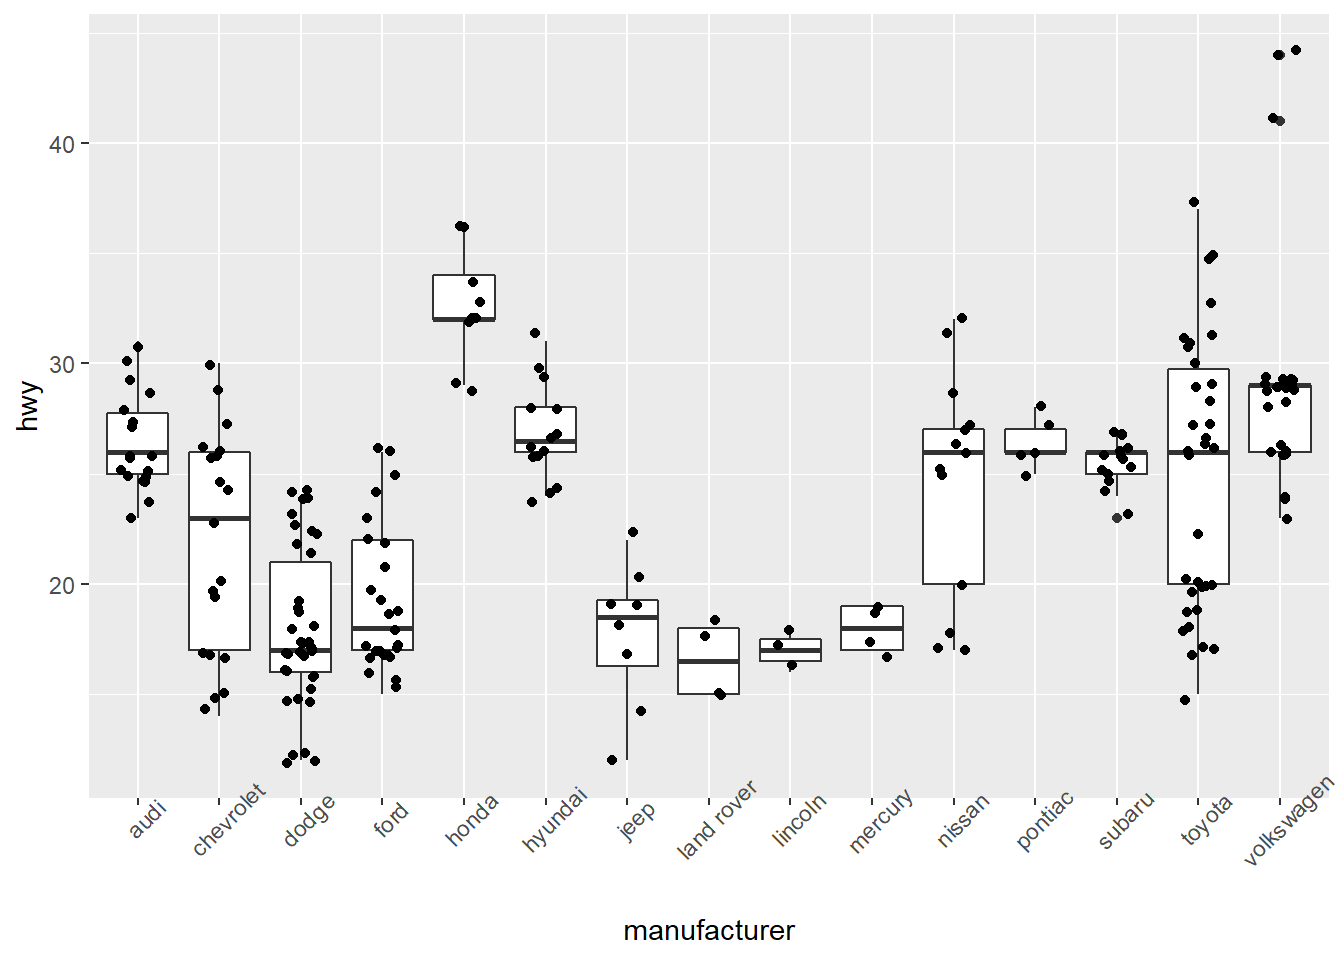 hwy
40
30
20
audi
chevrolet
dodge
ford
honda
hyundai
jeep
land rover
lincoln
mercury
nissan
pontiac
subaru
toyota
volkswagen
manufacturer